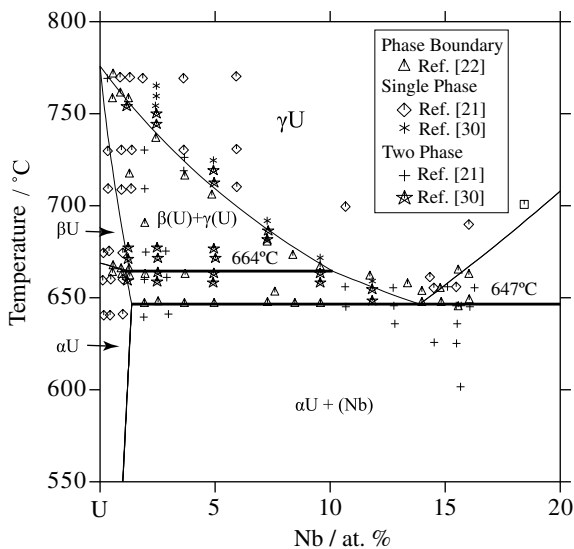 800
750
700
650
600
550
Temperature / °C
Phase Boundary
Ref. [22]
Single Phase
Ref. [21]
Ref. [30]
Two Phase
Ref. [21]
Ref. [30]
γU
βU
β(U)+γ(U)
664ºC
647ºC
αU
αU + (Nb)
U
5
10
15
20
Nb / at. %